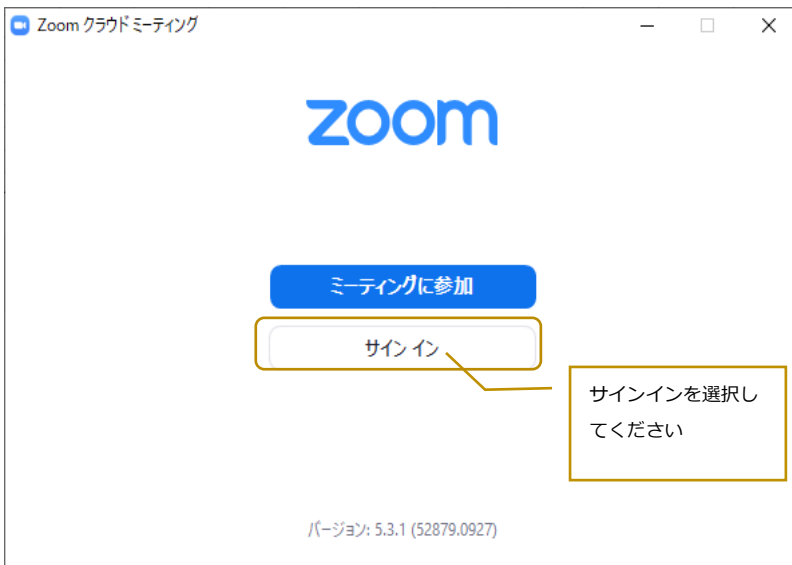 Zoom クラウド ミーティング
zoom
ミーティングに参加
サイン イン
サインインを選択し
てください
バージョン: 5.3.1 (52879.0927)